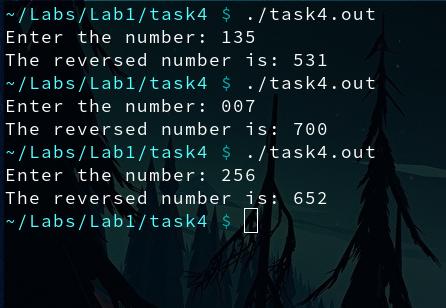 ~/Labs/Lab1/task4 $ ./task4.out
Enter the number: 135
The reversed number is: 531
~/Labs/Lab1/task4 $ ./task4.out
Enter the number: 007
The reversed number is: 700
~/Labs/Lab1/task4 $ ./task4.out
Enter the number: 256
The reversed number is: 652
~/Labs/Lab1/task4 $